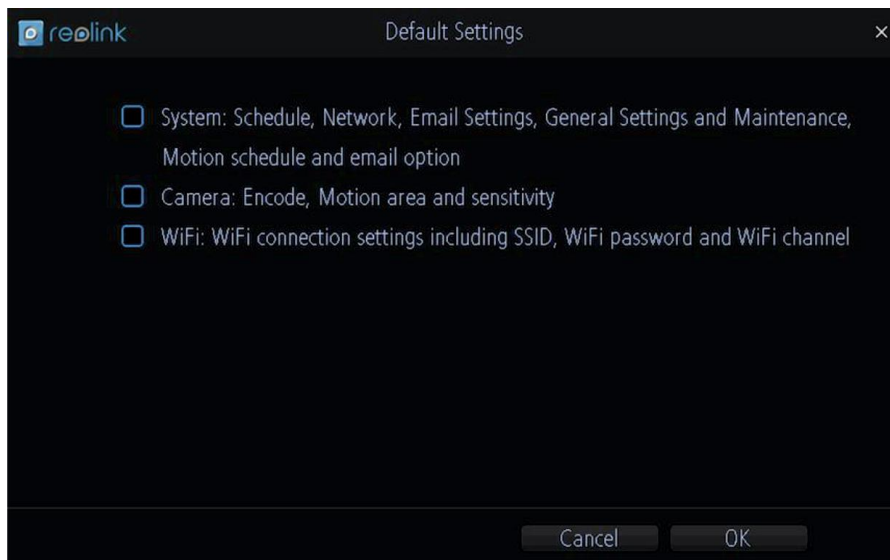 reolink
Default Settings
×
System: Schedule, Network, Email Settings, General Settings and Maintenance,
Motion schedule and email option
Camera: Encode, Motion area and sensitivity
WiFi: WiFi connection settings including SSID, WiFi password and WiFi channel
Cancel
OK